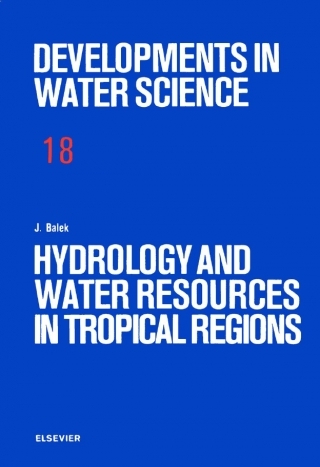 DEVELOPMENTS IN
WATER SCIENCE
18
J. Balek
HYDROLOGY AND
WATER RESOURCES
IN TROPICAL REGIONS
ELSEVIER